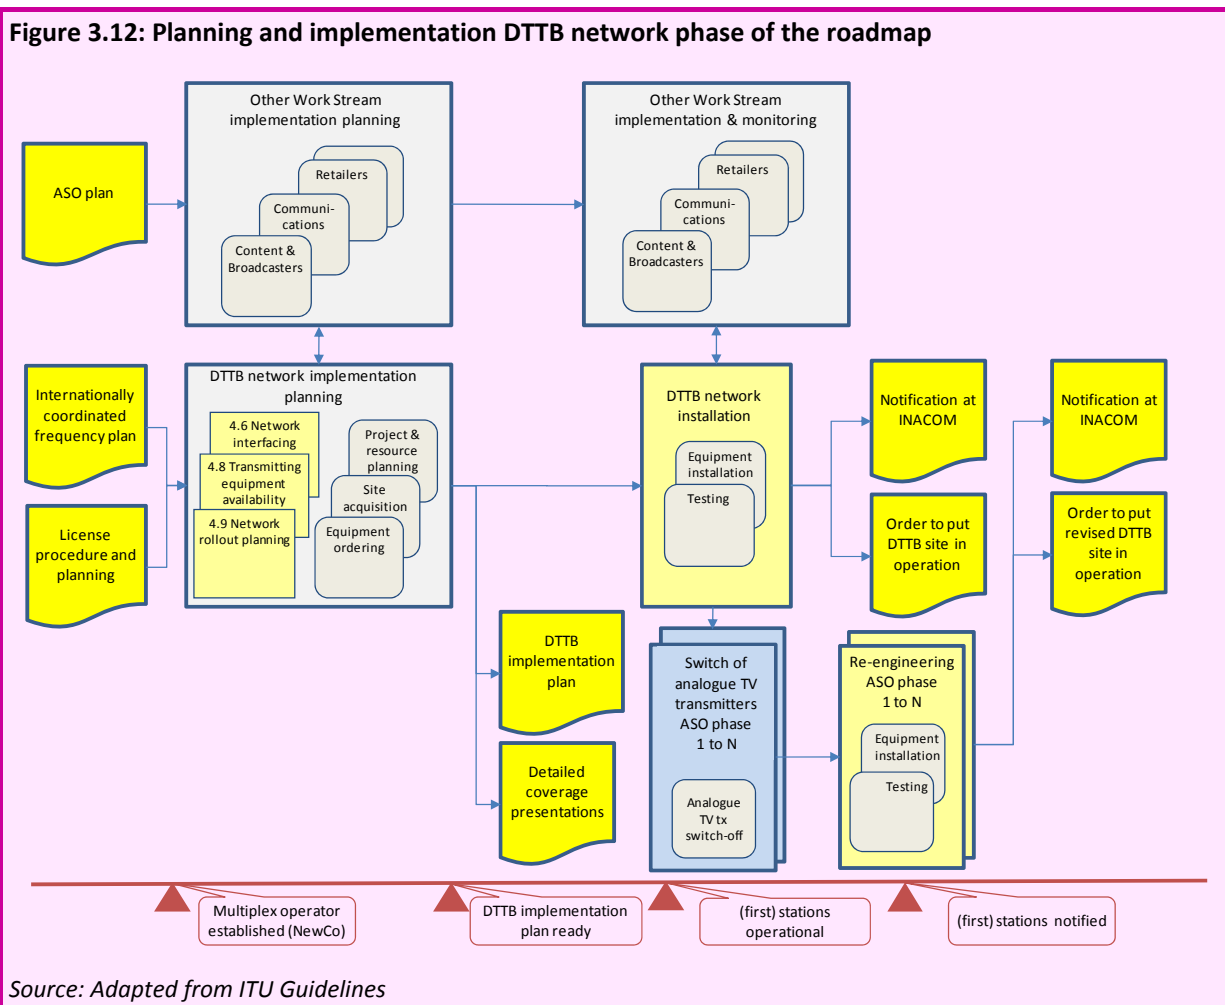 Figure 3.12: Planning and implementation DTTB network phase of the roadmap
ASO plan
Other Work Stream
implementation planning
Retailers
Communi-
cations
Content &
Broadcasters
Other Work Stream
implementation & monitoring
Retailers
Communi-
cations
Content &
Broadcasters
Internationally
coordinated
frequency plan
License
procedure and
planning
DTTB network implementation
planning
4.6 Network
interfacing
4.8 Transmitting
equipment
availability
4.9 Network
rollout planning
Project &
resource
planning
Site
acquisition
Equipment
ordering
DTTB network
installation
Equipment
installation
Testing
Notification at
INACOM
Order to put
DTTB site in
operation
Notification at
INACOM
Order to put
revised DTTB
site in
operation
DTTB
implementation
plan
Detailed
coverage
presentations
Switch of
analogue TV
transmitters
ASO phase
1 to N
Analogue
TV tx
switch-off
Re-engineering
ASO phase
1 to N
Equipment
installation
Testing
Multiplex operator
established (NewCo)
DTTB implementation
plan ready
(first) stations
operational
(first) stations notified
Source: Adapted from ITU Guidelines